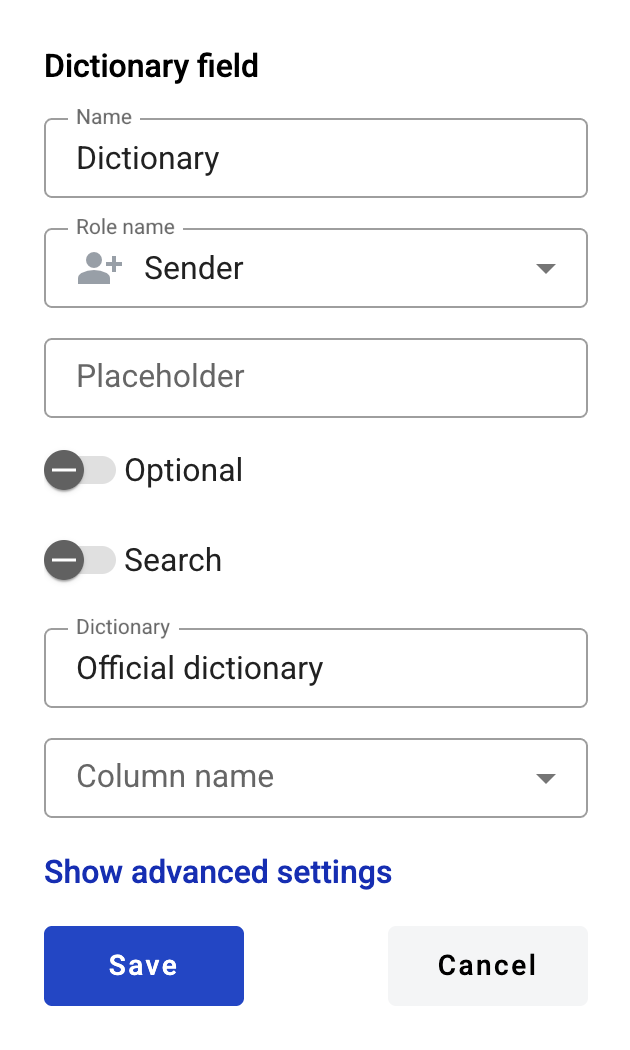 Dictionary field
Name
Dictionary
Role name
Sender
Placeholder
Optional
Search
Dictionary
Official dictionary
Column name
Show advanced settings
Save
Cancel